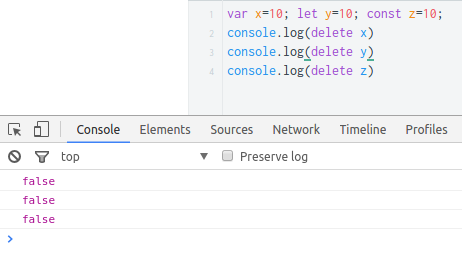 1 var x=10; let y=10; const z=10;
2 console.log(delete x)
3 console.log(delete y)
4 console.log(delete z)
Console Elements Sources Network Timeline Profiles
top Preserve log
false
false
false
>